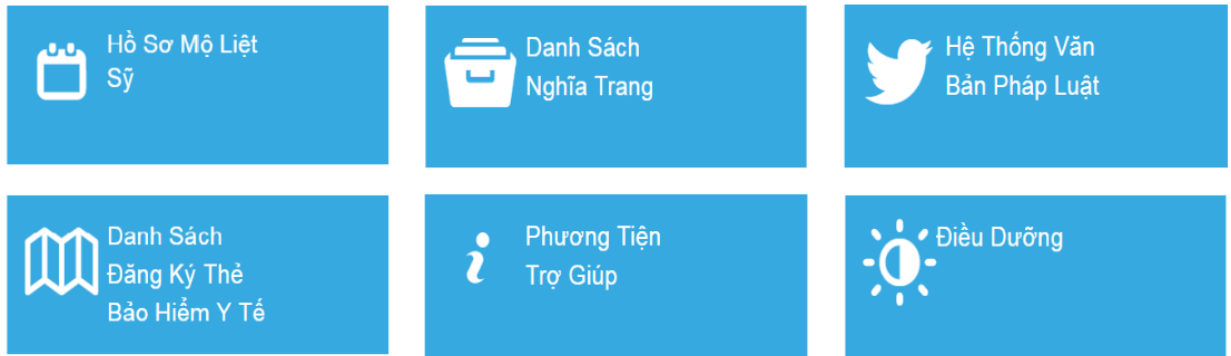 Hồ Sơ Mộ Liệt
Sỹ
Danh Sách
Nghĩa Trang
Hệ Thống Văn
Bản Pháp Luật
Danh Sách
Đăng Ký Thẻ
Bảo Hiểm Y Tế
Phương Tiện
Trợ Giúp
Điều Dưỡng